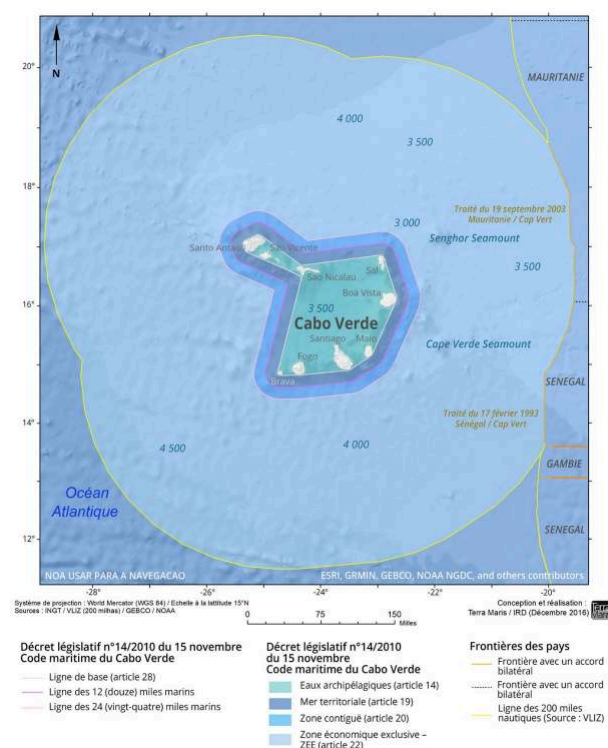 20°
18°
16°
14°
12°
-28°
-26°
-24°
-22°
-20°
N
MAURITANIE
4 000
3 500
Traité du 19 septembre 2003
Mauritanie / Cap Vert
3 000
Senghor Seamount
3 500
Santo Antao
Sao Vicente
Sao Nicalau
Sal
Boa Vista
3 500
Cabo Verde
Santiago
Maio
Fogo
Brava
Cape Verde Seamount
SENEGAL
Traité du 17 février 1993
Sénégal / Cap Vert
GAMBIE
SENEGAL
4 500
4 000
Océan
Atlantique
NOA USAR PARA A NAVEGACAO
ESRI, GRMIN, GEBCO, NOAA NGDC, and others contributors
Système de projection : World Mercator (WGS 84) / Echelle à la lattitude 15°N
Sources : INGT / VLIZ (200 milhas) / GEBCO / NOAA
0 75 150
Milles
Conception et réalisation :
Terra Maris / IRD (Décembre 2016)
Décret législatif n°14/2010 du 15 novembre
Code maritime du Cabo Verde
Ligne de base (article 28)
Ligne des 12 (douze) miles marins
Ligne des 24 (vingt-quatre) miles marins
Décret législatif n°14/2010
du 15 novembre
Code maritime du Cabo Verde
Eaux archipélagiques (article 14)
Mer territoriale (article 19)
Zone contiguë (article 20)
Zone économique exclusive –
ZEE (article 22)
Frontières des pays
Frontière avec un accord
bilatéral
Frontière avec un accord
bilatéral
Ligne des 200 miles
nautiques (Source : VLIZ)